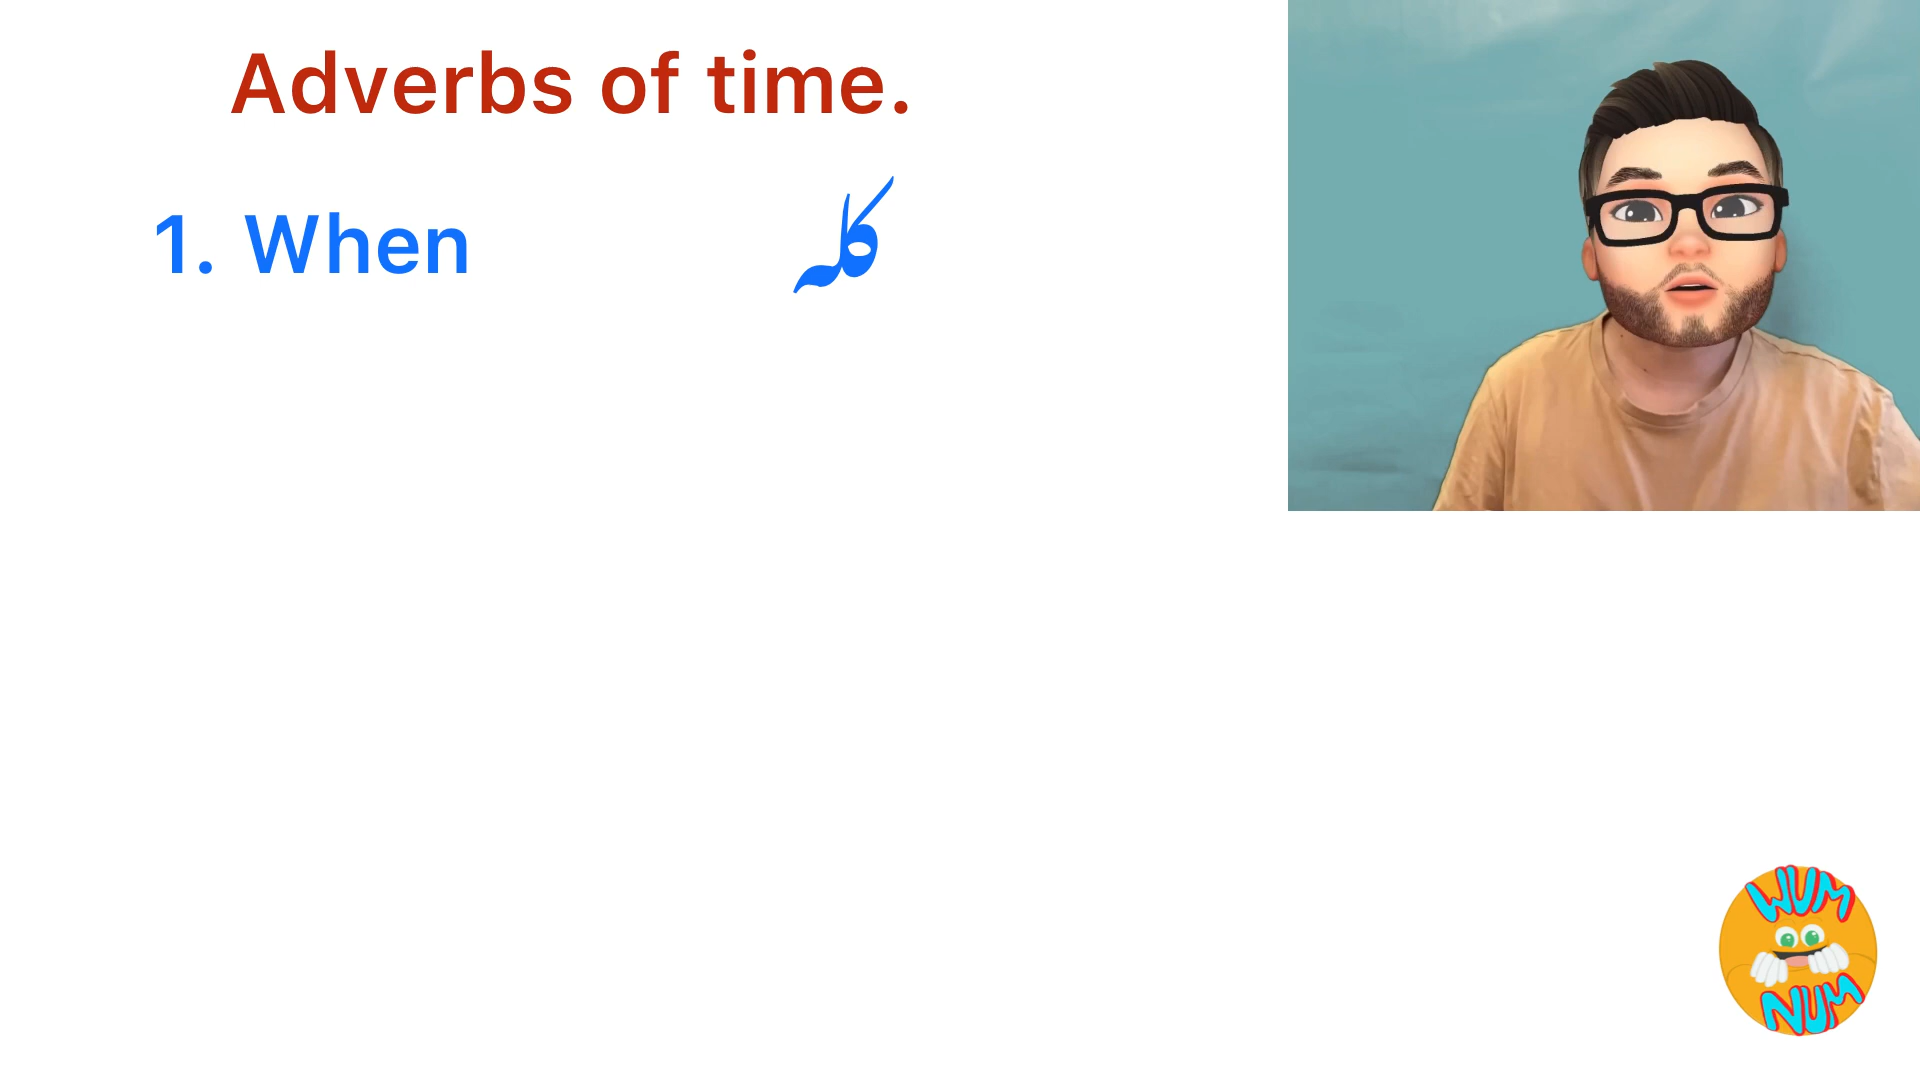 Adverbs of time.
1. When کله
WUM
NUM